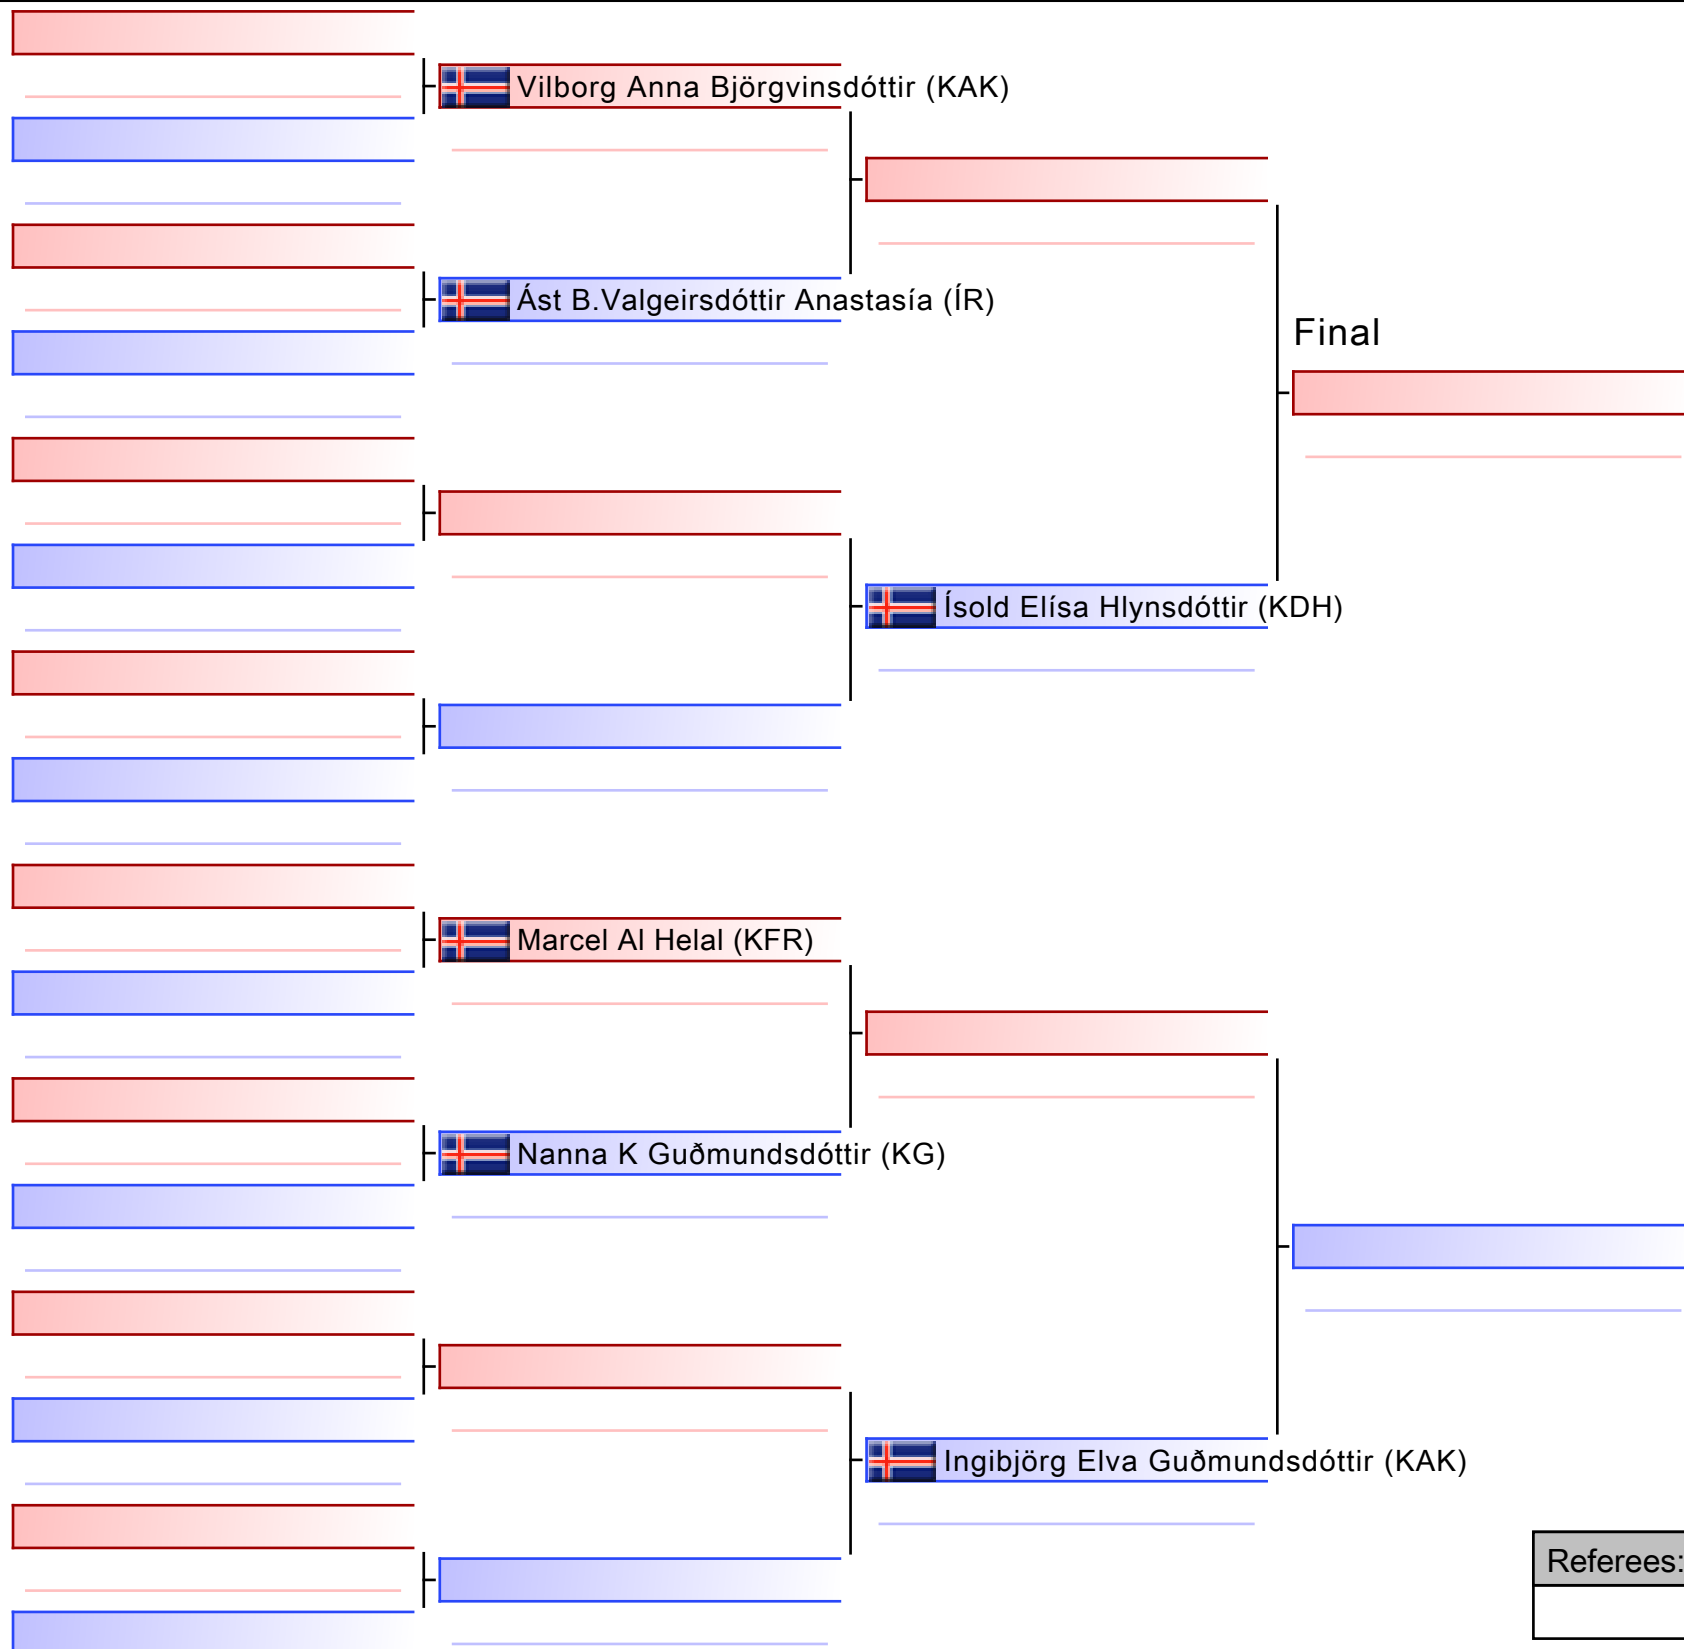 Vilborg Anna Björgvinsdóttir (KAK)
Ást B.Valgeirsdóttir Anastasía (ÍR)
Final
Ísold Elísa Hlynsdóttir (KDH)
Marcel Al Helal (KFR)
Nanna K Guðmundsdóttir (KG)
Ingibjörg Elva Guðmundsdóttir (KAK)
Referees: